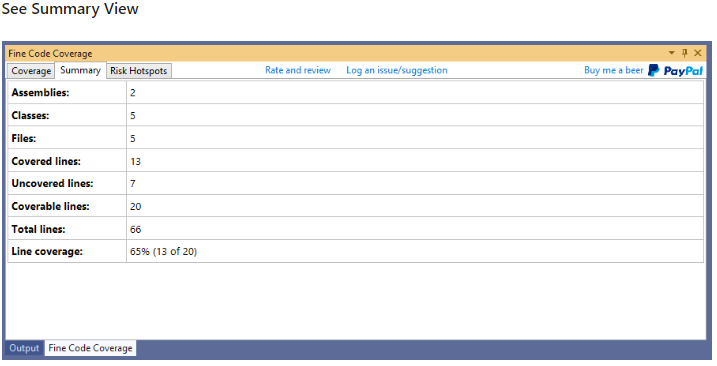 See Summary View
Fine Code Coverage
Coverage Summary Risk Hotspots Rate and review Log an issue/suggestion Buy me a beer PayPal
Assemblies: 2
Classes: 5
Files: 5
Covered lines: 13
Uncovered lines: 7
Coverable lines: 20
Total lines: 66
Line coverage: 65% (13 of 20)
Output Fine Code Coverage